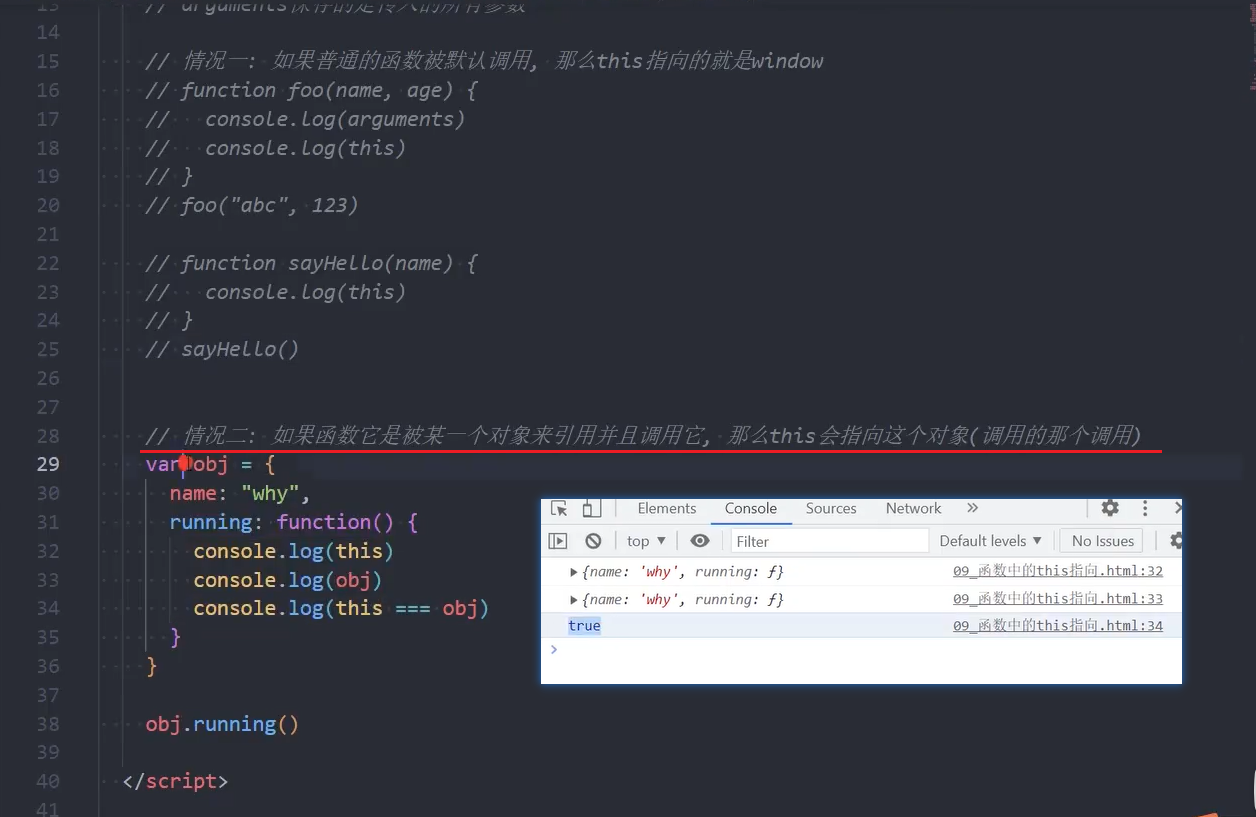 13 // arguments保存的是传入的所有参数
14
15 // 情况一: 如果普通的函数被默认调用, 那么this指向的就是window
16 // function foo(name, age) {
17 //   console.log(arguments)
18 //   console.log(this)
19 // }
20 // foo("abc", 123)
21
22 // function sayHello(name) {
23 //   console.log(this)
24 // }
25 // sayHello()
26
27
28 // 情况二: 如果函数它是被某一个对象来引用并且调用它, 那么this会指向这个对象(调用的那个调用)
29 var obj = {
30   name: "why",
31   running: function() {
32     console.log(this)
33     console.log(obj)
34     console.log(this === obj)
35   }
36 }
37
38 obj.running()
39
40 </script>
41
Elements Console Sources Network »
top ▼ Filter Default levels ▼ No Issues
▶{name: 'why', running: ƒ} 09_函数中的this指向.html:32
▶{name: 'why', running: ƒ} 09_函数中的this指向.html:33
true 09_函数中的this指向.html:34
>